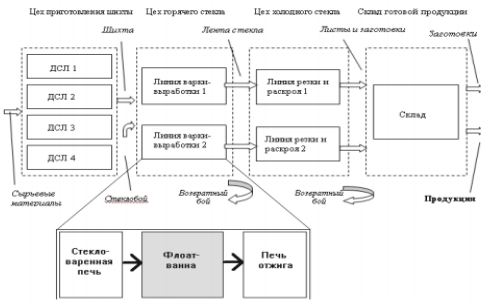 Цех приготовления шихты
Цех горячего стекла
Цех холодного стекла
Склад готовой продукции
Шихта
Лента стекла
Листы и заготовки
Заготовки
ДСЛ 1
ДСЛ 2
ДСЛ 3
ДСЛ 4
Линия варки-
выработки 1
Линия варки-
выработки 2
Линия резки и
раскроя 1
Линия резки и
раскроя 2
Склад
Сырьевые
материалы
Стеклобой
Возвратный
бой
Возвратный
бой
Продукция
Стекло-
варенная
печь
Флоат-
ванна
Печь
отжига